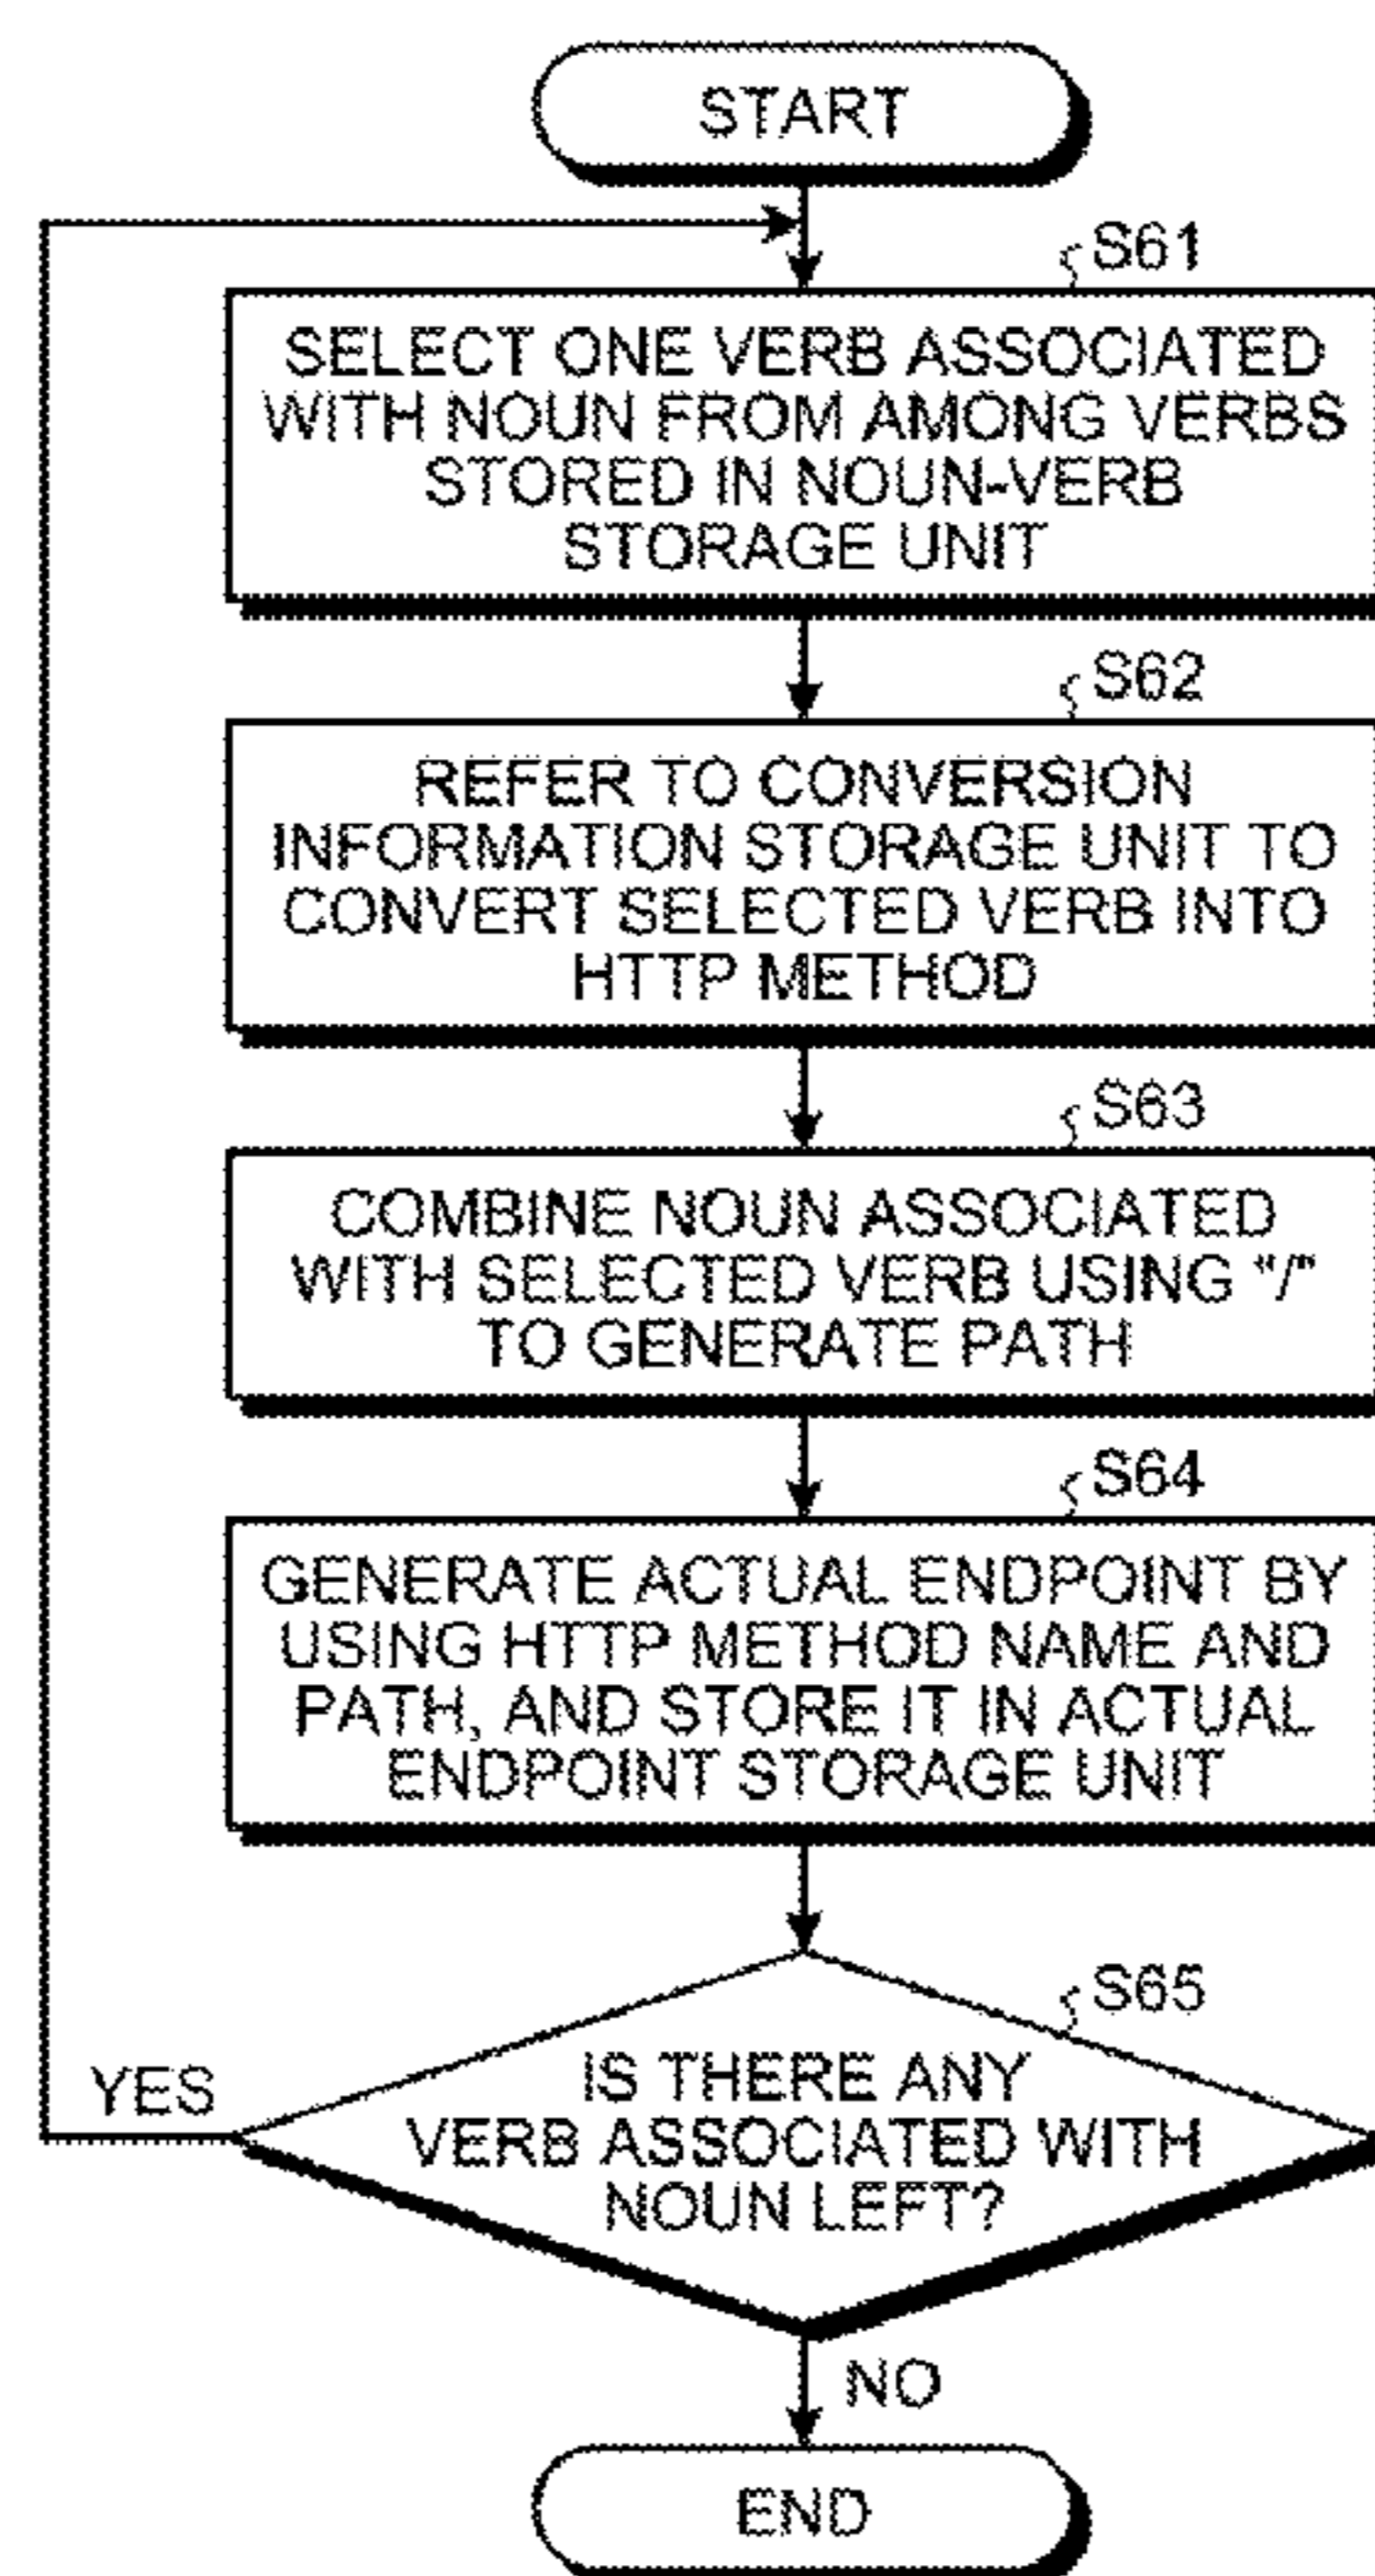 START
S61
SELECT ONE VERB ASSOCIATED
WITH NOUN FROM AMONG VERBS
STORED IN NOUN-VERB
STORAGE UNIT
S62
REFER TO CONVERSION
INFORMATION STORAGE UNIT TO
CONVERT SELECTED VERB INTO
HTTP METHOD
S63
COMBINE NOUN ASSOCIATED
WITH SELECTED VERB USING "/"
TO GENERATE PATH
S64
GENERATE ACTUAL ENDPOINT BY
USING HTTP METHOD NAME AND
PATH, AND STORE IT IN ACTUAL
ENDPOINT STORAGE UNIT
S65
IS THERE ANY
VERB ASSOCIATED WITH
NOUN LEFT?
YES
NO
END